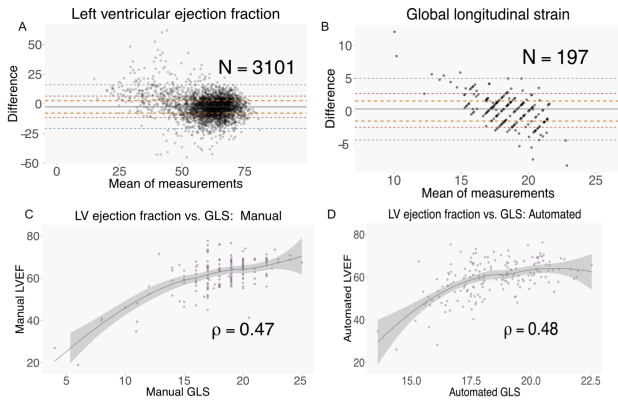 Left ventricular ejection fraction
A
N = 3101
Difference
50
25
0
−25
−50
0
25
50
75
Mean of measurements
Global longitudinal strain
B
N = 197
Difference
10
5
0
−5
10
15
20
25
Mean of measurements
C
LV ejection fraction vs. GLS: Manual
Manual LVEF
80
60
40
20
ρ = 0.47
5
10
15
20
25
Manual GLS
D
LV ejection fraction vs. GLS: Automated
Automated LVEF
80
60
40
20
ρ = 0.48
15.0
17.5
20.0
22.5
Automated GLS